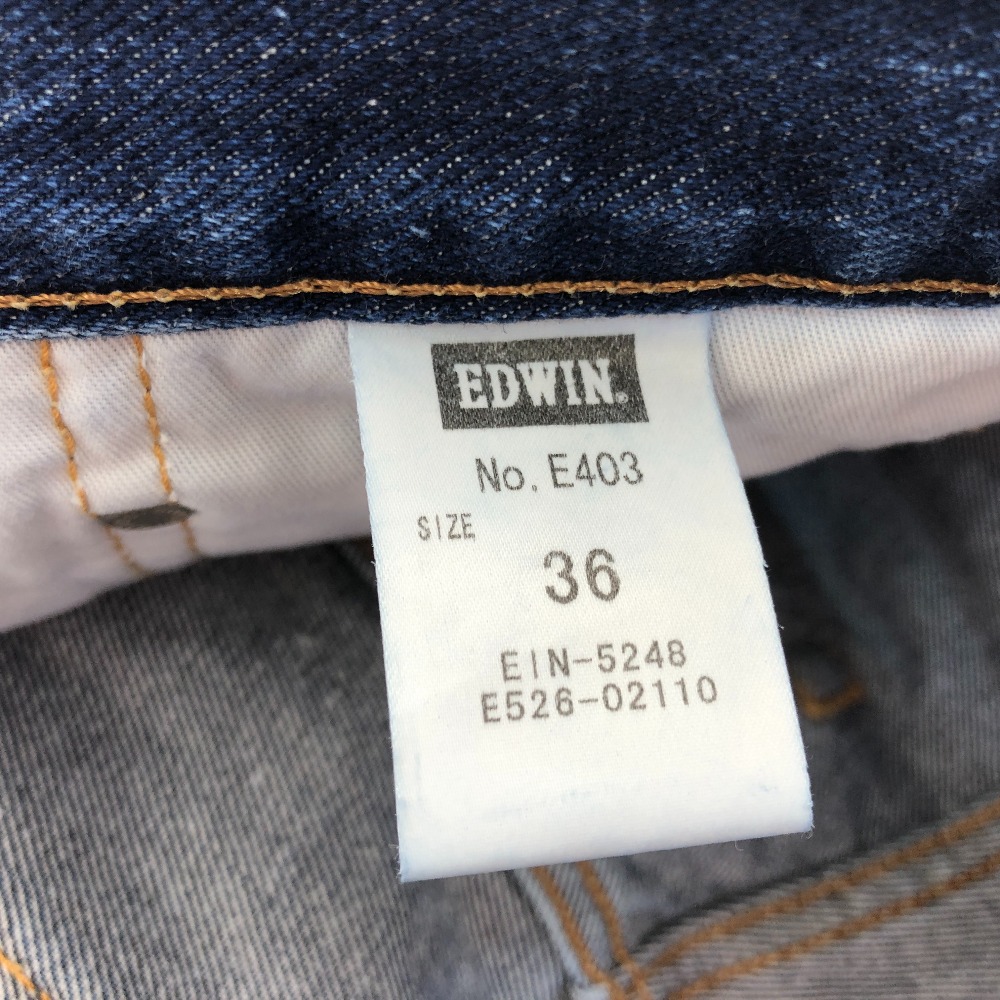 EDWIN.
No. E403
SIZE
36
EIN-5248
E526-02110